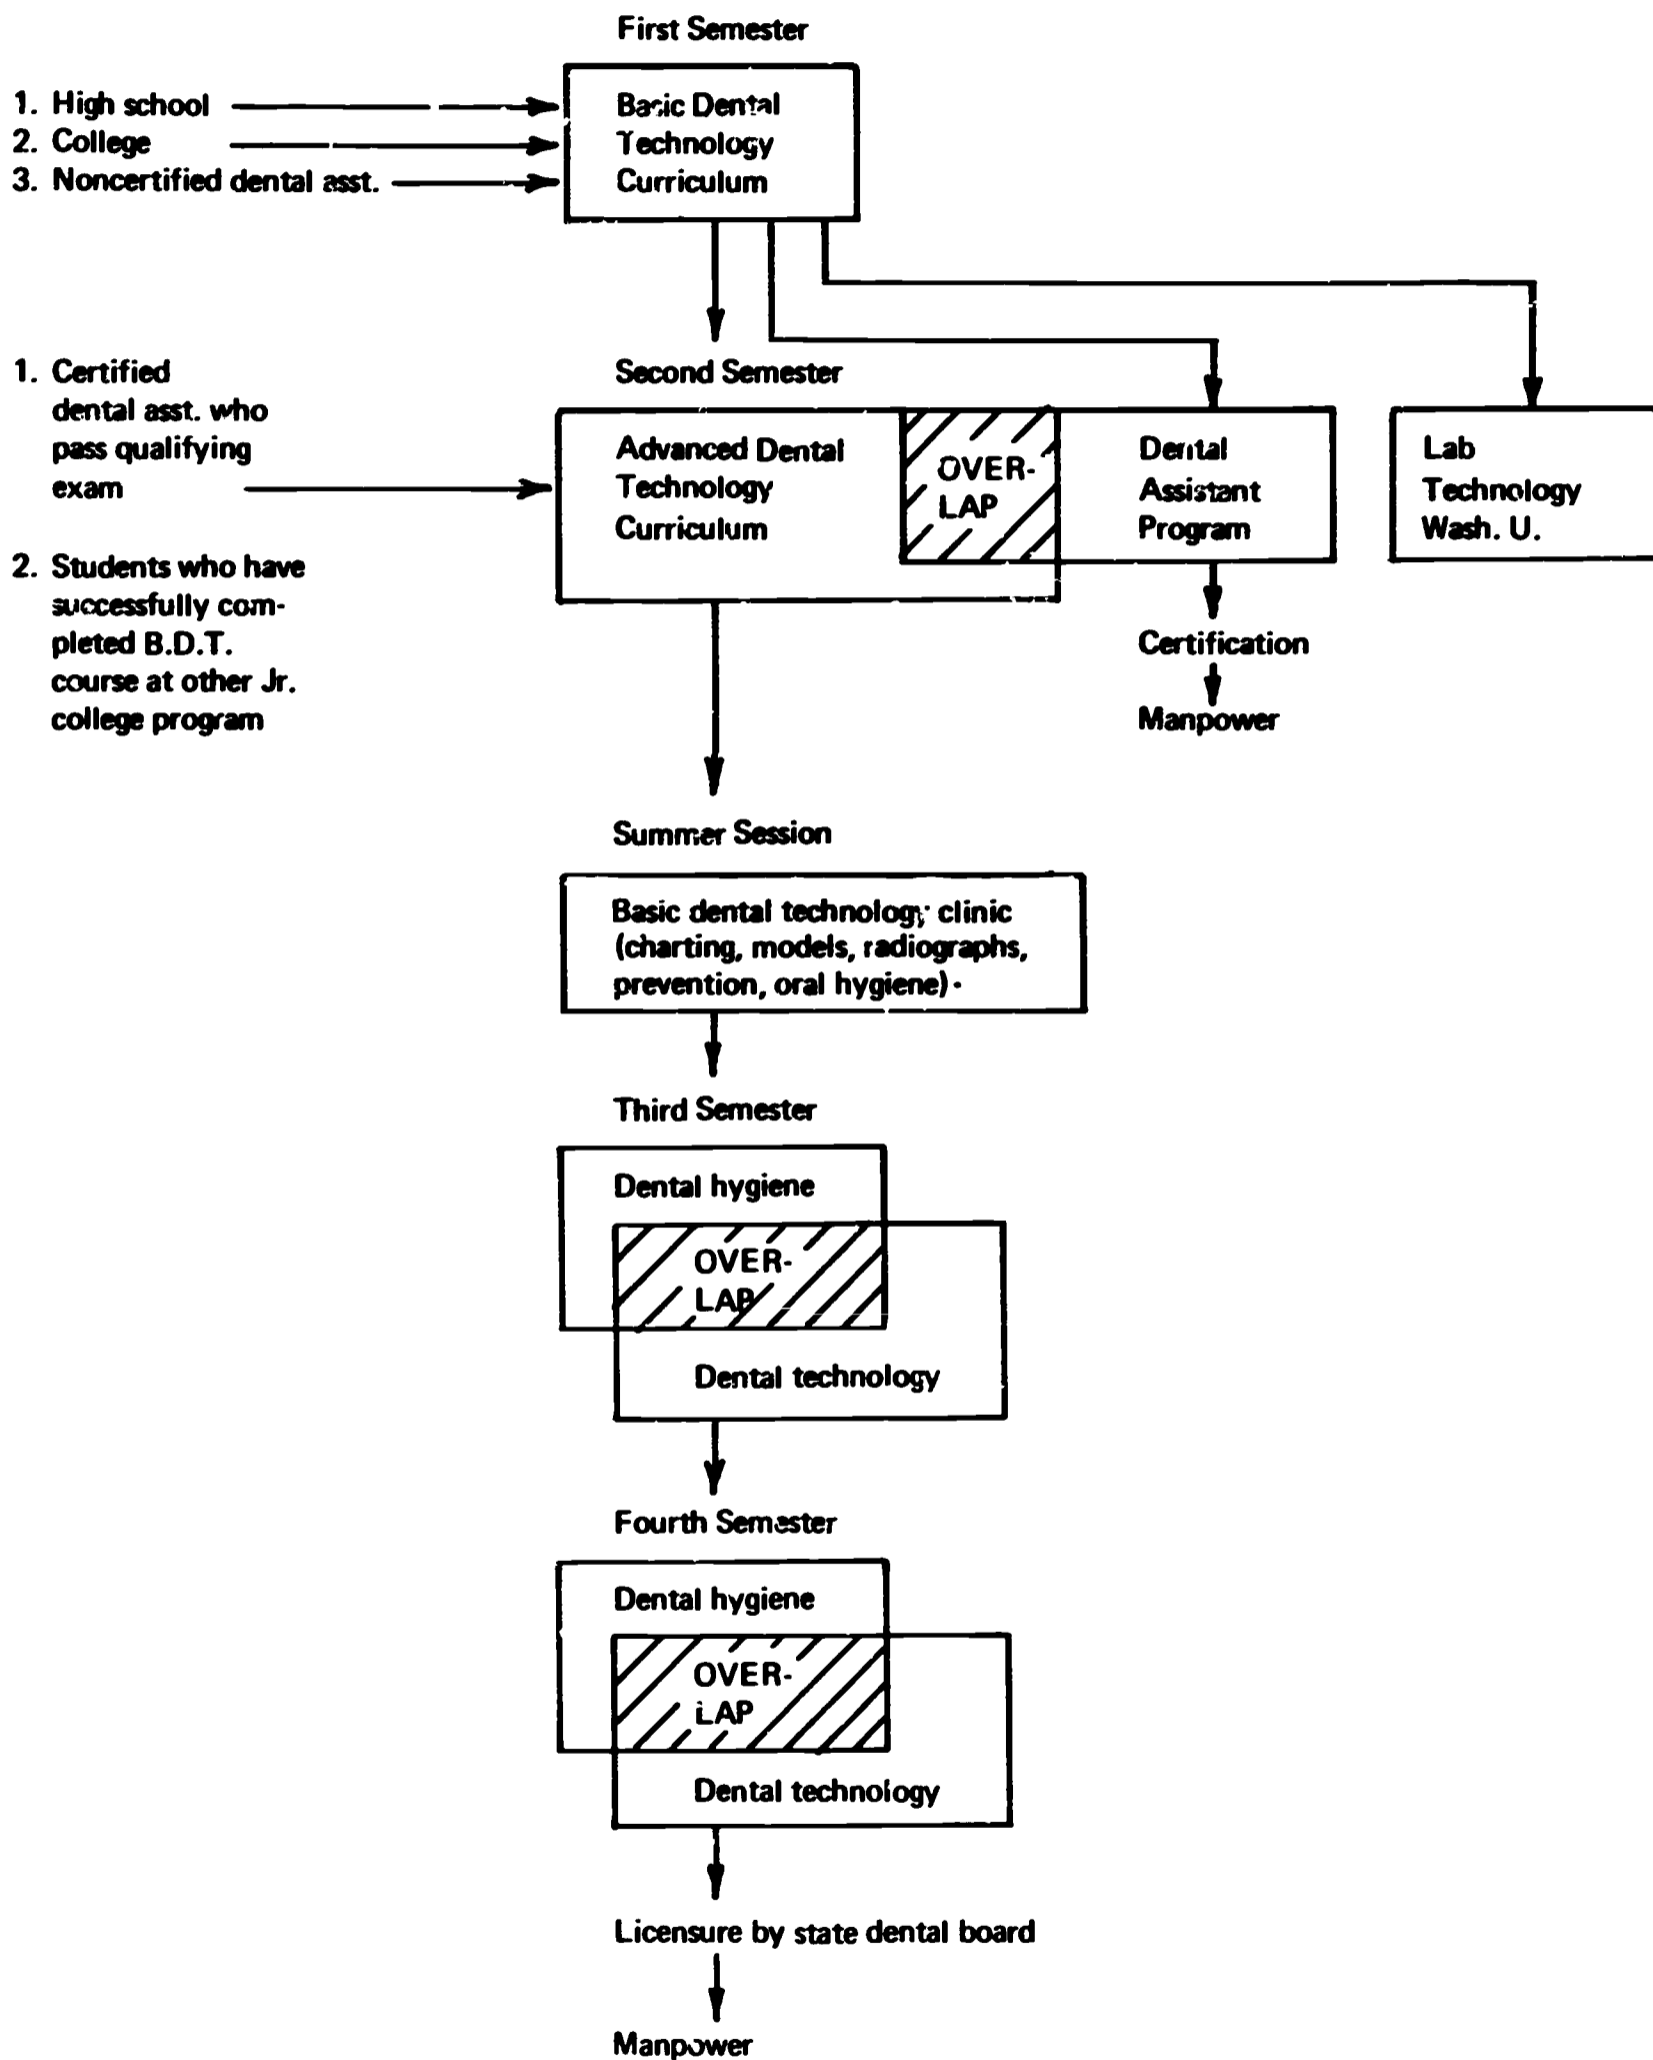 First Semester
1. High school
2. College
3. Noncertified dental asst.
Basic Dental
Technology
Curriculum
1. Certified
dental asst. who
pass qualifying
exam
2. Students who have
successfully com-
pleted B.D.T.
course at other Jr.
college program
Second Semester
Advanced Dental
Technology
Curriculum
OVER-
LAP
Dental
Assistant
Program
Lab
Technology
Wash. U.
Certification
Manpower
Summer Session
Basic dental technology clinic
(charting, models, radiographs,
prevention, oral hygiene)
Third Semester
Dental hygiene
OVER-
LAP
Dental technology
Fourth Semester
Dental hygiene
OVER-
LAP
Dental technology
Licensure by state dental board
Manpower